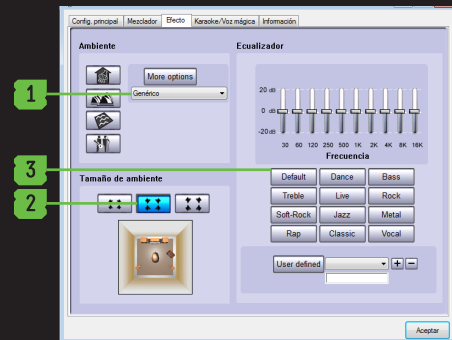 Config. principal Mezclador Efecto Karaoke/Voz mágica Información
Ambiente
More options
1
Genérico
Ecualizador
20 dB
0 dB
-20 dB
30 60 120 250 500 1K 2K 4K 8K 16K
Frecuencia
3
Default Dance Bass
Treble Live Rock
Soft-Rock Jazz Metal
Rap Classic Vocal
User defined + −
Tamaño de ambiente
2
Aceptar